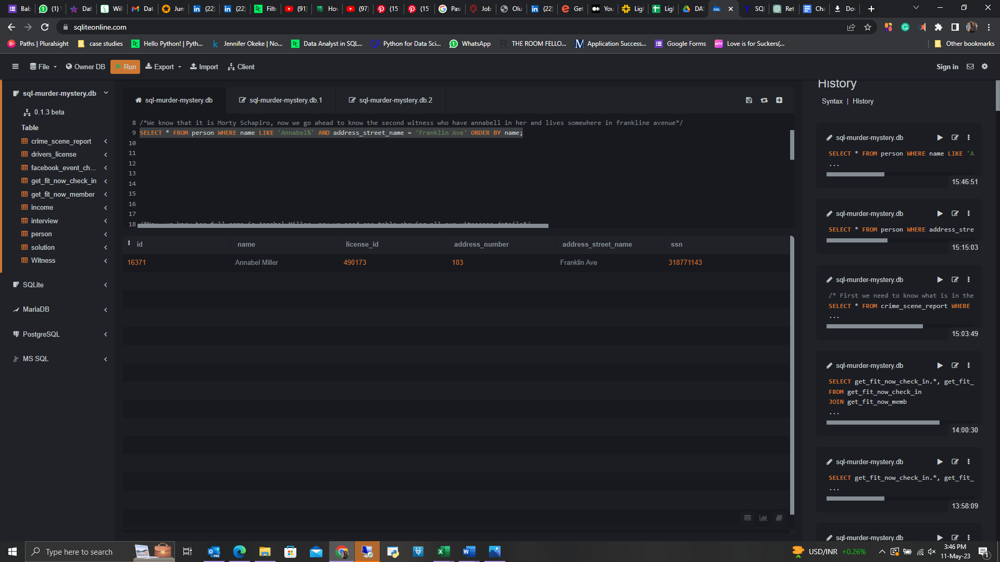 Bab
(1)
Dat
Will
Dat
Jum
(22)
(22)
Filte
(91)
How
(97)
(15
(15
Pas
Job
Olu
(22)
Get
You
Ligh
Ligh
DAS
SQL
Ret
Cha
Dov
sqliteonline.com
Paths | Pluralsight
case studies
Hello Python! | Pyth...
Jennifer Okeke | No...
Data Analyst in SQL...
Python for Data Sci...
WhatsApp
THE ROOM FELLO...
Application Success...
Google Forms
Love is for Suckers(...
Other bookmarks
File
Owner DB
Run
Export
Import
Client
Sign in
sql-murder-mystery.db
0.1.3 beta
Table
crime_scene_report
drivers_license
facebook_event_ch...
get_fit_now_check_in
get_fit_now_member
income
interview
person
solution
Witness
SQLite
MariaDB
PostgreSQL
MS SQL
sql-murder-mystery.db
sql-murder-mystery.db.1
sql-murder-mystery.db.2
8 /*We know that it is Morty Schapiro, now we go ahead to know the second witness who have annabell in her and lives somewhere in frankline avenue*/
9 SELECT * FROM person WHERE name LIKE 'Annabel%' AND address_street_name = 'Franklin Ave' ORDER BY name;
10
11
12
13
14
15
16
17
18 /*Now, we know her full name is Annabel Miller, now we need one table showing all our witnesses details*/
id name license_id address_number address_street_name ssn
16371 Annabel Miller 490173 103 Franklin Ave 318771143
History
Syntax | History
sql-murder-mystery.db
SELECT * FROM person WHERE name LIKE 'A
...
15:46:51
sql-murder-mystery.db
SELECT * FROM person WHERE address_stre
15:15:03
sql-murder-mystery.db
/* First we need to know what is in the
SELECT * FROM crime_scene_report WHERE
...
15:03:49
sql-murder-mystery.db
SELECT get_fit_now_check_in.*, get_fit_
FROM get_fit_now_check_in
JOIN get_fit_now_memb
...
14:00:30
sql-murder-mystery.db
SELECT get_fit_now_check_in.*, get_fit_
...
13:58:09
sql-murder-mystery.db
Type here to search
USD/INR +0.26%
3:46 PM
11-May-23
1